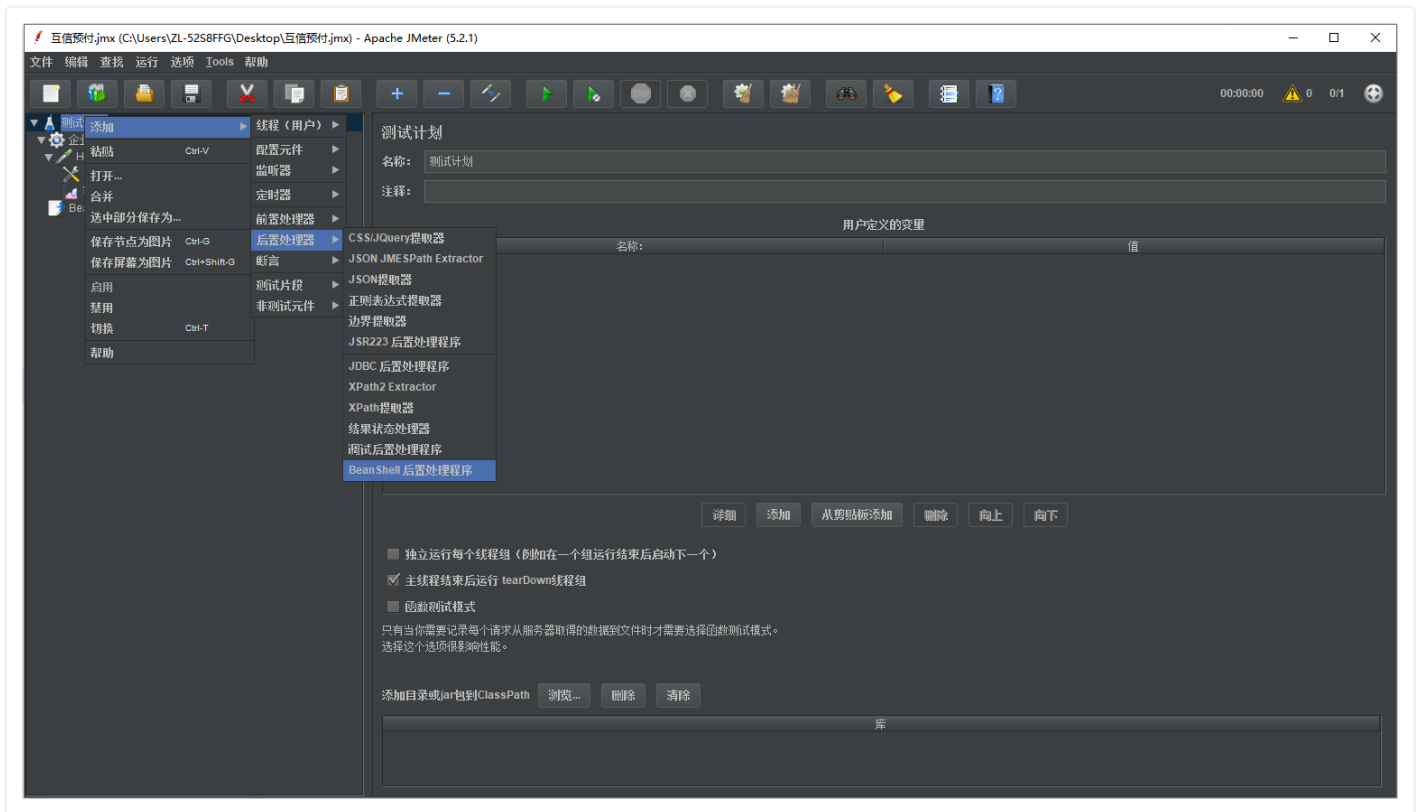 互信预付.jmx (C:\Users\ZL-52S8FFG\Desktop\互信预付.jmx) - Apache JMeter (5.2.1)
文件 编辑 查找 运行 选项 Tools 帮助
00:00:00 0 0/1
测试
企业
H
Be
添加
粘贴 Ctrl-V
打开...
合并
选中部分保存为...
保存节点为图片 Ctrl-G
保存屏幕为图片 Ctrl+Shift-G
启用
禁用
切换 Ctrl-T
帮助
线程（用户）
配置元件
监听器
定时器
前置处理器
后置处理器
断言
测试片段
非测试元件
CSS/JQuery提取器
JSON JMESPath Extractor
JSON提取器
正则表达式提取器
边界提取器
JSR223 后置处理程序
JDBC 后置处理程序
XPath2 Extractor
XPath提取器
结果状态处理器
调试后置处理程序
BeanShell 后置处理程序
测试计划
名称： 测试计划
注释：
用户定义的变量
名称: 值
详细 添加 从剪贴板添加 删除 向上 向下
独立运行每个线程组（例如在一个组运行结束后启动下一个）
主线程结束后运行 tearDown线程组
函数测试模式
只有当你需要记录每个请求从服务器取得的数据到文件时才需要选择函数测试模式。
选择这个选项很影响性能。
添加目录或jar包到ClassPath 浏览... 删除 清除
库